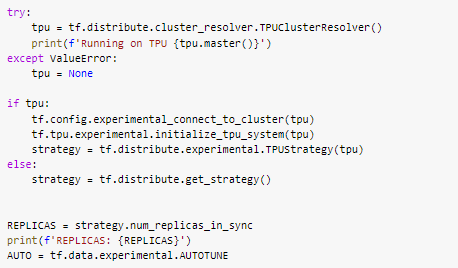 try:
    tpu = tf.distribute.cluster_resolver.TPUClusterResolver()
    print(f'Running on TPU {tpu.master()}')
except ValueError:
    tpu = None

if tpu:
    tf.config.experimental_connect_to_cluster(tpu)
    tf.tpu.experimental.initialize_tpu_system(tpu)
    strategy = tf.distribute.experimental.TPUStrategy(tpu)
else:
    strategy = tf.distribute.get_strategy()

REPLICAS = strategy.num_replicas_in_sync
print(f'REPLICAS: {REPLICAS}')
AUTO = tf.data.experimental.AUTOTUNE